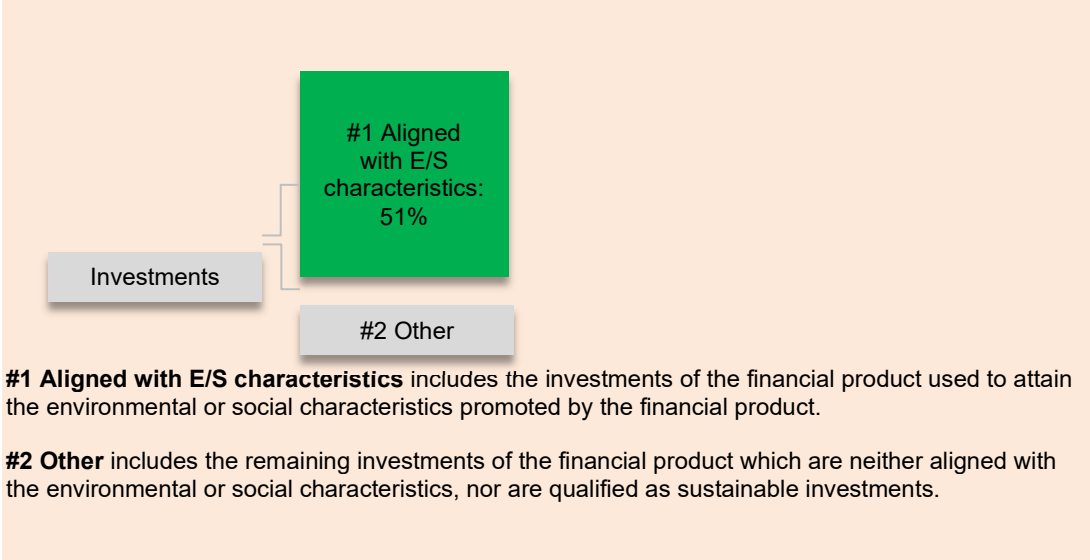 #1 Aligned
with E/S
characteristics:
51%
Investments
#2 Other
#1 Aligned with E/S characteristics includes the investments of the financial product used to attain
the environmental or social characteristics promoted by the financial product.
#2 Other includes the remaining investments of the financial product which are neither aligned with
the environmental or social characteristics, nor are qualified as sustainable investments.